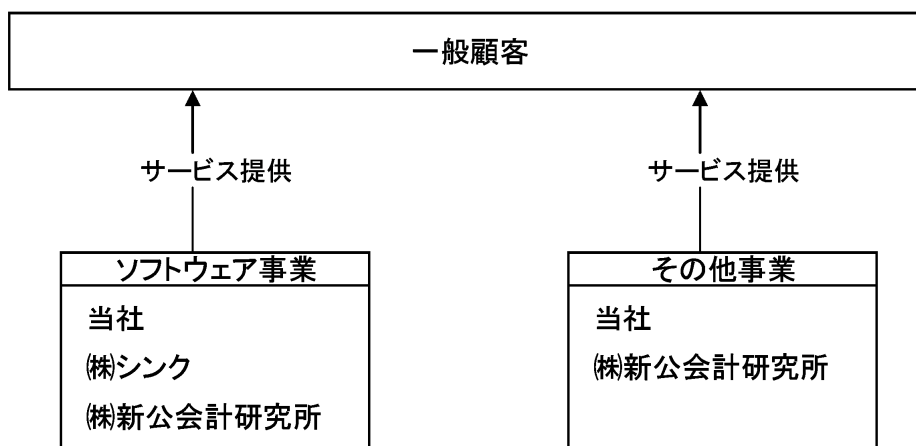 一般顧客
サービス提供
サービス提供
ソフトウェア事業
当社
㈱シンク
㈱新公会計研究所
その他事業
当社
㈱新公会計研究所